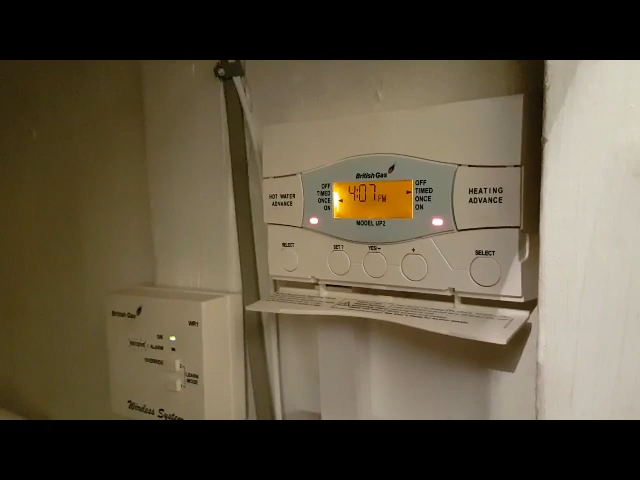 British Gas
HOT WATER
ADVANCE
OFF
TIMED
ONCE
ON
4:07PM
OFF
TIMED
ONCE
ON
HEATING
ADVANCE
MODEL UP2
SELECT
SET ?
YES/–
+
SELECT
British Gas
WR1
ON
ALARM
OVERRIDE
LEARN
MODE
Wireless System